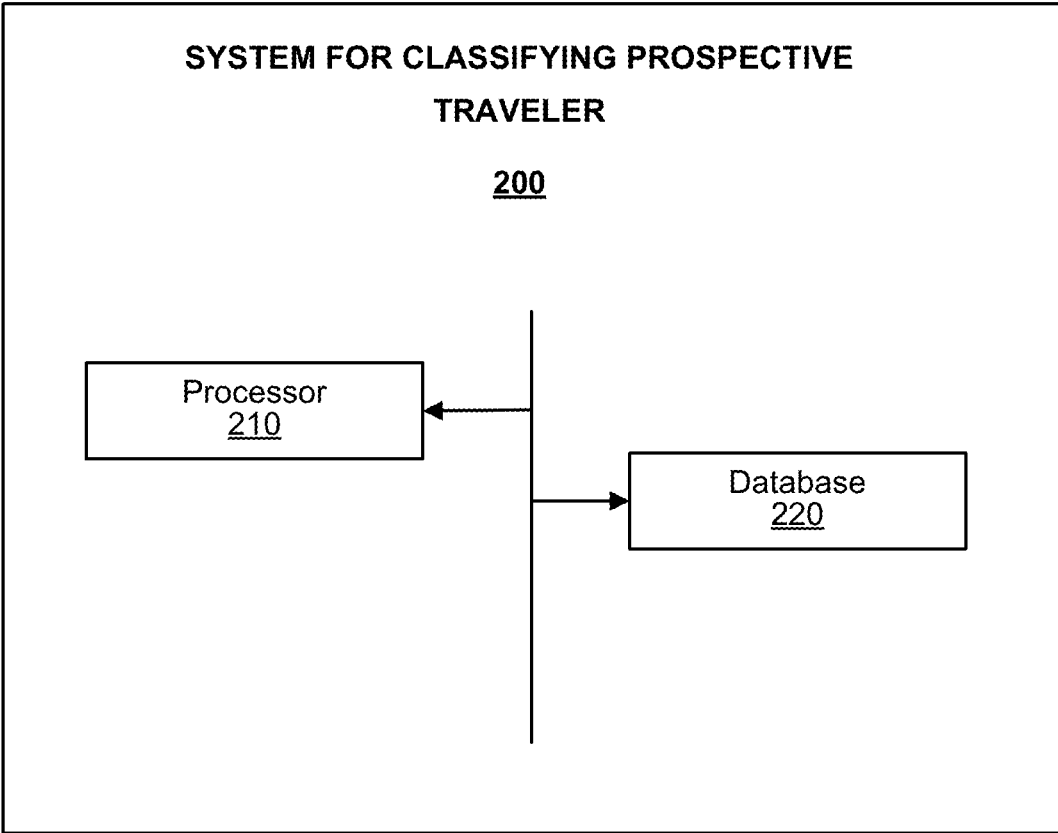 SYSTEM FOR CLASSIFYING PROSPECTIVE
TRAVELER
200
Processor
210
Database
220